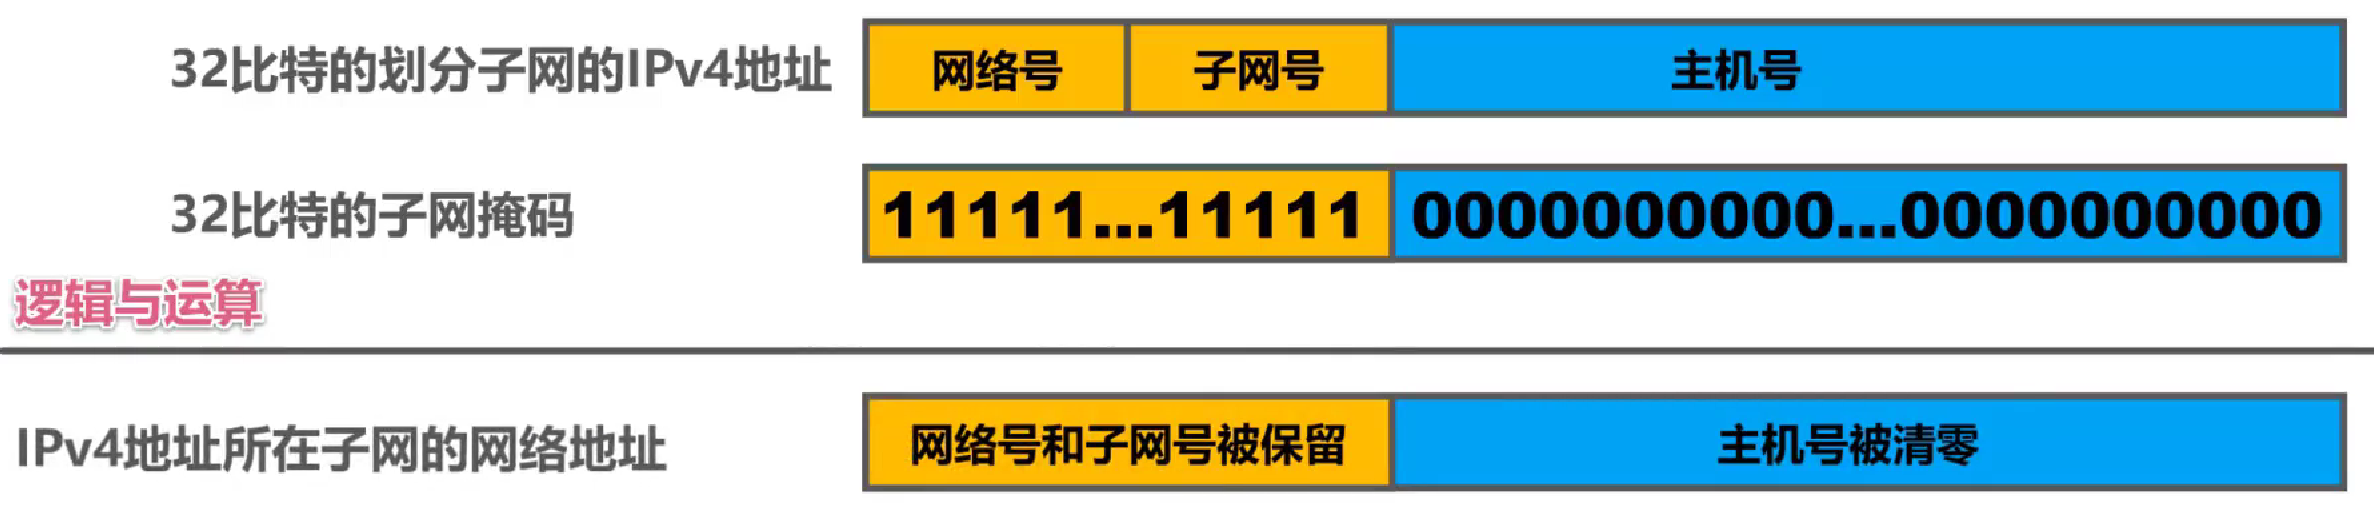 32比特的划分子网的IPv4地址 网络号 子网号 主机号
32比特的子网掩码 11111...11111 0000000000...0000000000
逻辑与运算
IPv4地址所在子网的网络地址 网络号和子网号被保留 主机号被清零